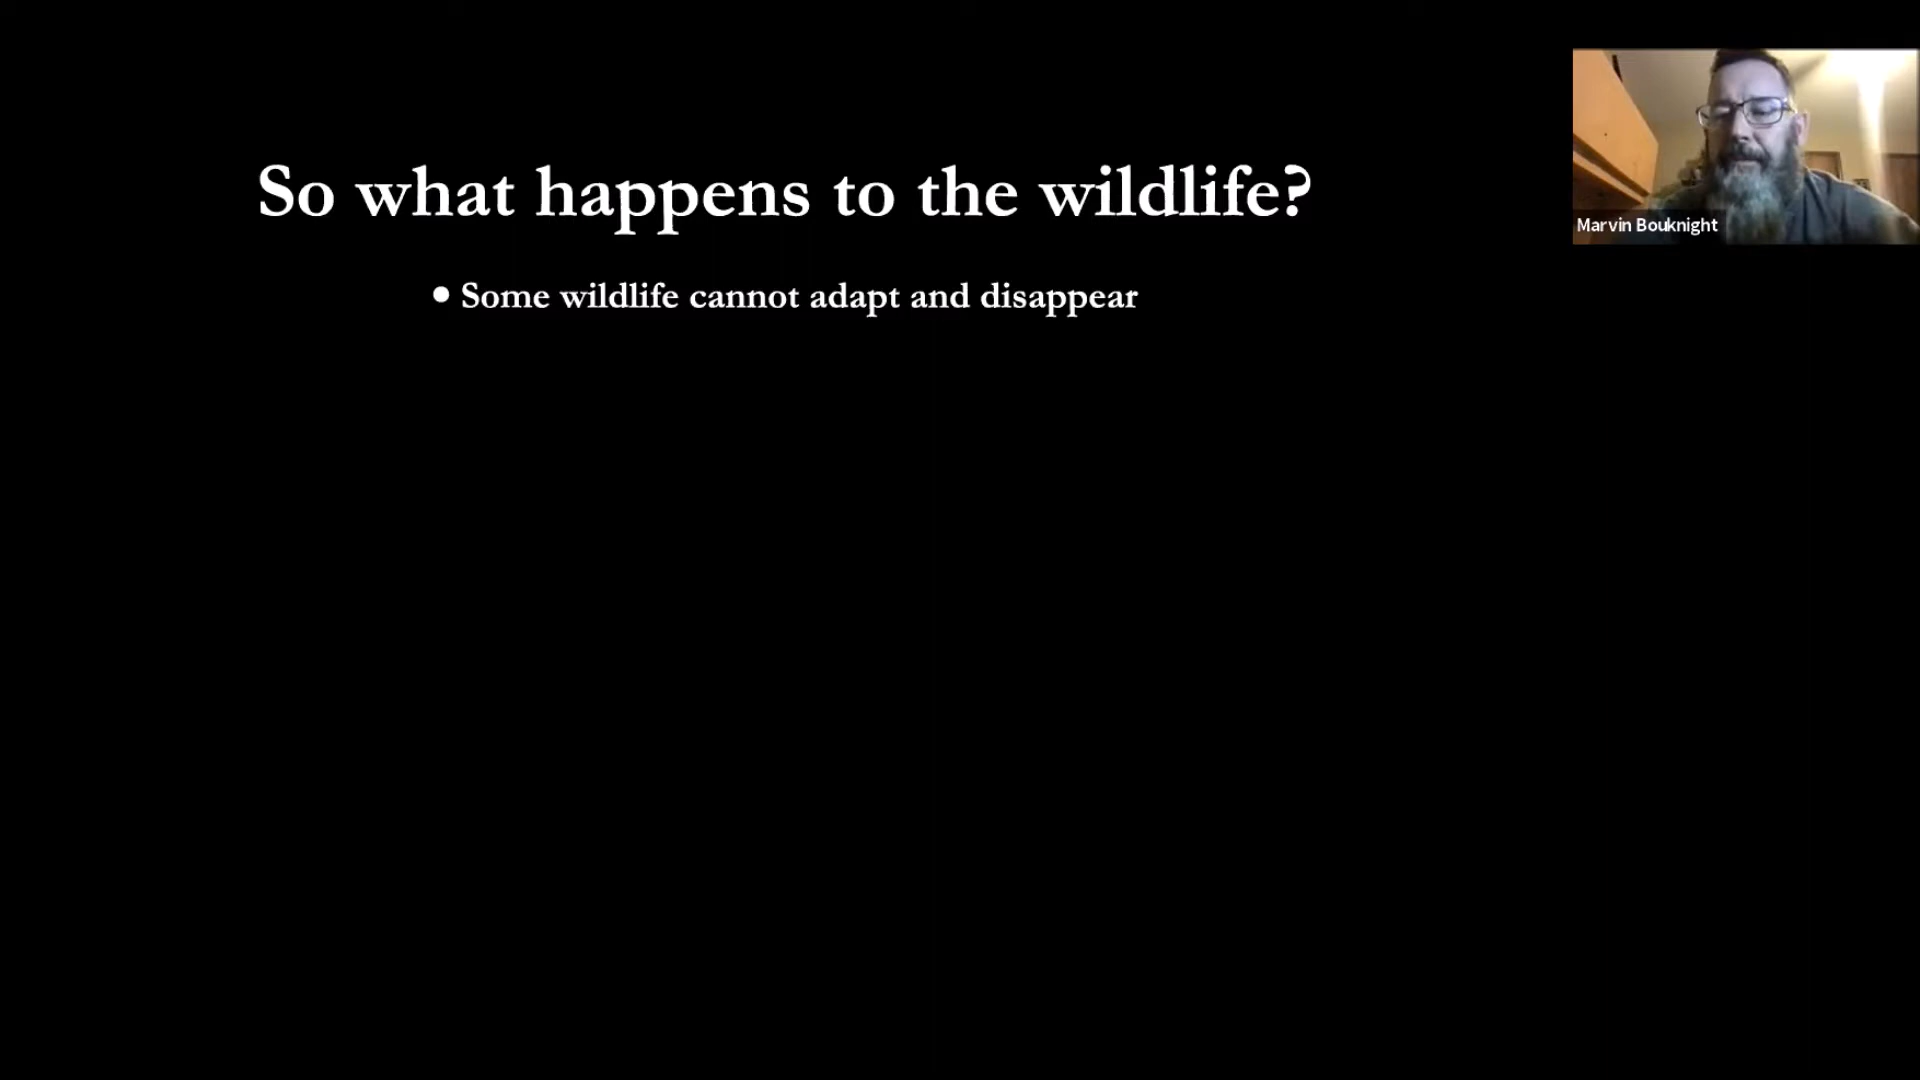 So what happens to the wildlife?
• Some wildlife cannot adapt and disappear
Marvin Bouknight